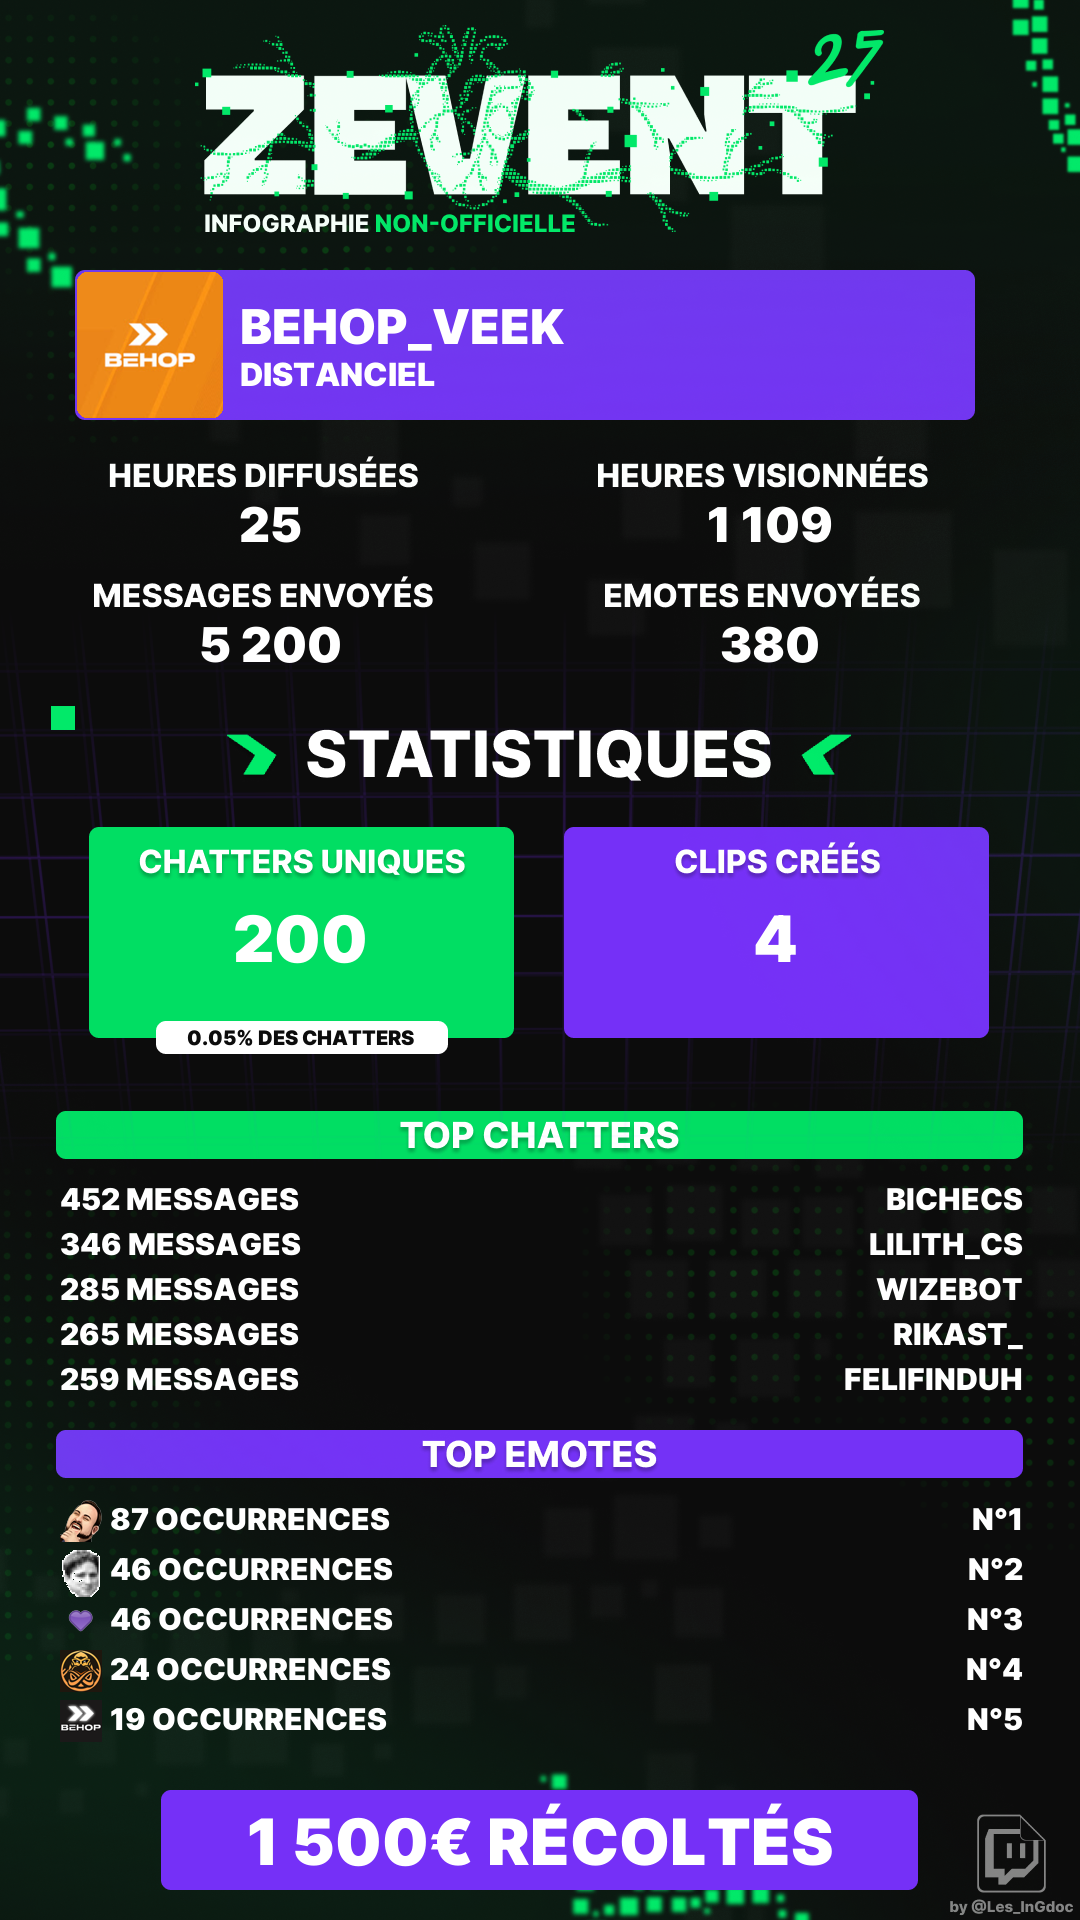 ZEVENT 25
INFOGRAPHIE NON-OFFICIELLE
BEHOP
BEHOP_VEEK
DISTANCIEL
HEURES DIFFUSÉES
25
HEURES VISIONNÉES
1 109
MESSAGES ENVOYÉS
5 200
EMOTES ENVOYÉES
380
STATISTIQUES
CHATTERS UNIQUES
200
0.05% DES CHATTERS
CLIPS CRÉÉS
4
TOP CHATTERS
452 MESSAGES BICHECS
346 MESSAGES LILITH_CS
285 MESSAGES WIZEBOT
265 MESSAGES RIKAST_
259 MESSAGES FELIFINDUH
TOP EMOTES
87 OCCURRENCES N°1
46 OCCURRENCES N°2
46 OCCURRENCES N°3
24 OCCURRENCES N°4
BEHOP 19 OCCURRENCES N°5
1 500€ RÉCOLTÉS
by @Les_InGdoc